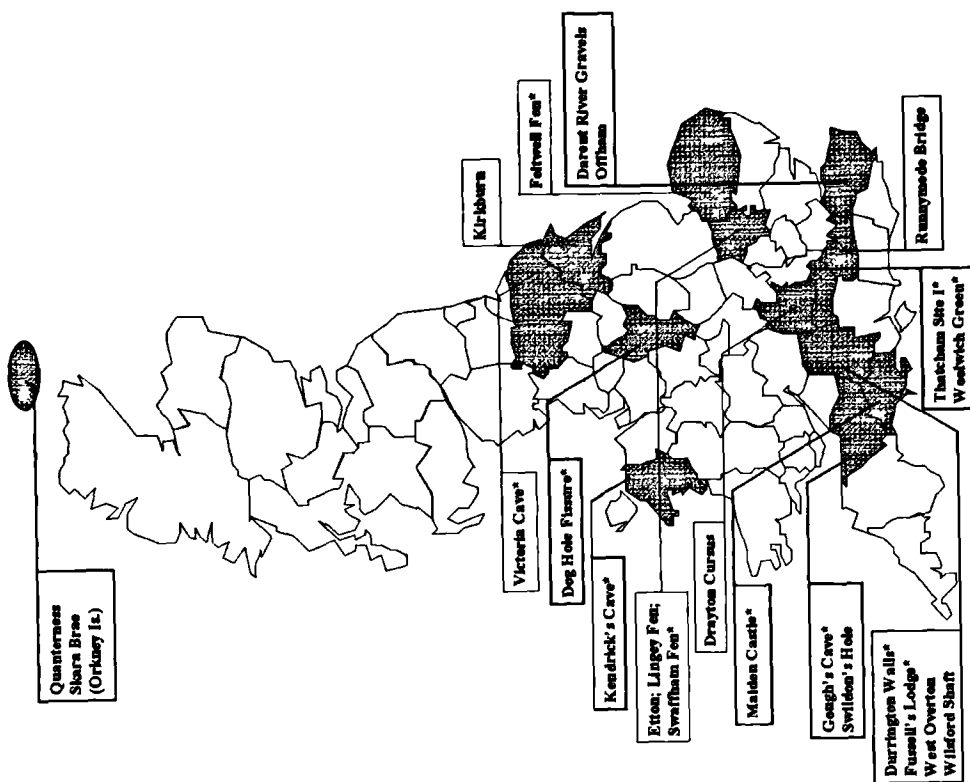 Quanterness
Skara Brae
(Orkney Is.)
Victoria Cave*
Dog Hole Fissure*
Kendrick's Cave*
Etton; Lingey Fen;
Swaffham Fen*
Drayton Cursus
Maiden Castle*
Gough's Cave*
Swildon's Hole
Durrington Walls*
Fussell's Lodge*
West Overton
Wilsford Shaft
Kirkburn
Feltwell Fen*
Darent River Gravels
Offham
Runnymede Bridge
Thatcham Site I*
Woolwich Green*